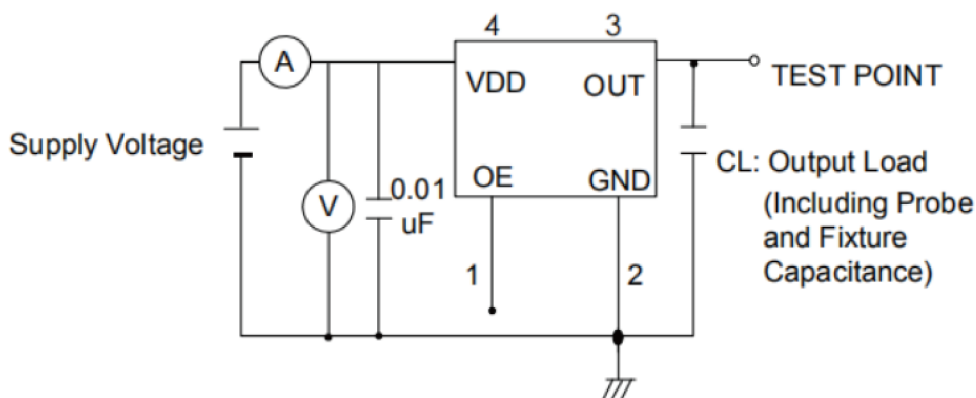 4
3
A
VDD
OUT
TEST POINT
Supply Voltage
CL: Output Load
(Including Probe
and Fixture
Capacitance)
OE
GND
0.01
uF
V
1
2